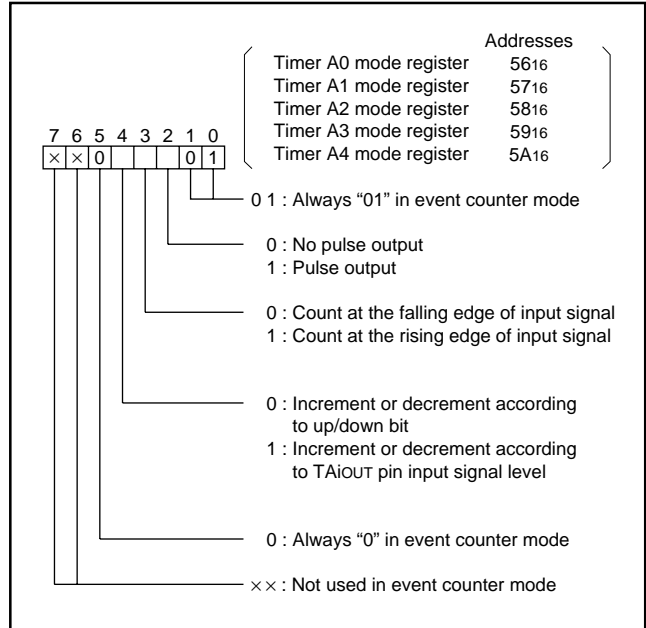 Addresses
Timer A0 mode register 5616
Timer A1 mode register 5716
Timer A2 mode register 5816
Timer A3 mode register 5916
Timer A4 mode register 5A16
7 6 5 4 3 2 1 0
× × 0 0 1
0 1 : Always “01” in event counter mode
0 : No pulse output
1 : Pulse output
0 : Count at the falling edge of input signal
1 : Count at the rising edge of input signal
0 : Increment or decrement according
to up/down bit
1 : Increment or decrement according
to TAiOUT pin input signal level
0 : Always “0” in event counter mode
×× : Not used in event counter mode